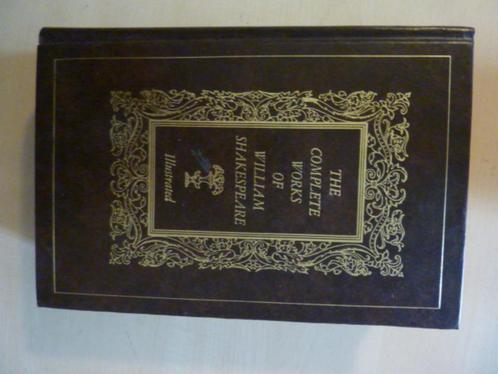 THE
COMPLETE
WORKS
OF
WILLIAM
SHAKESPEARE
Illustrated